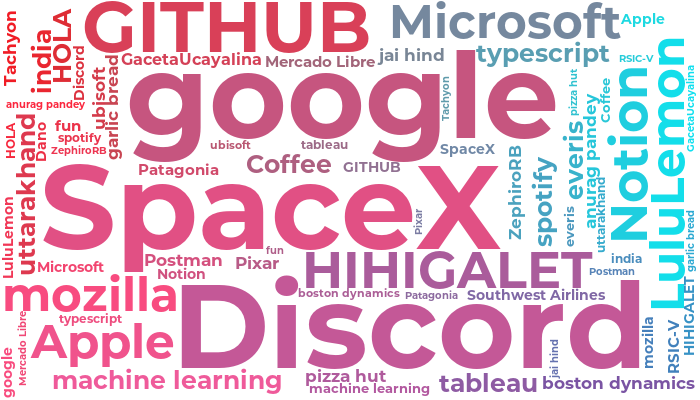 GITHUB
Microsoft
Apple
Tachyon
india
HOLA
Discord
ubisoft
garlic bread
GacetaUcayalina
Mercado Libre
jai hind
typescript
RSIC-V
GacetaUcayalina
anurag pandey
google
Tachyon
pizza hut
Coffee
HOLA
Dano
fun
spotify
ZephiroRB
ubisoft
tableau
SpaceX
Patagonia
Coffee
GITHUB
ZephiroRB
spotify
everis
anurag pandey
Notion
LuluLemon
uttarakhand
SpaceX
Pixar
everis
uttarakhand
LuluLemon
garlic bread
Microsoft
Postman
Notion
Pixar
fun
HIHIGALET
india
Postman
mozilla
Discord
boston dynamics
Patagonia
Southwest Airlines
HIHIGALET
typescript
Mercado Libre
Apple
google
machine learning
pizza hut
machine learning
tableau
jai hind
boston dynamics
mozilla
RSIC-V